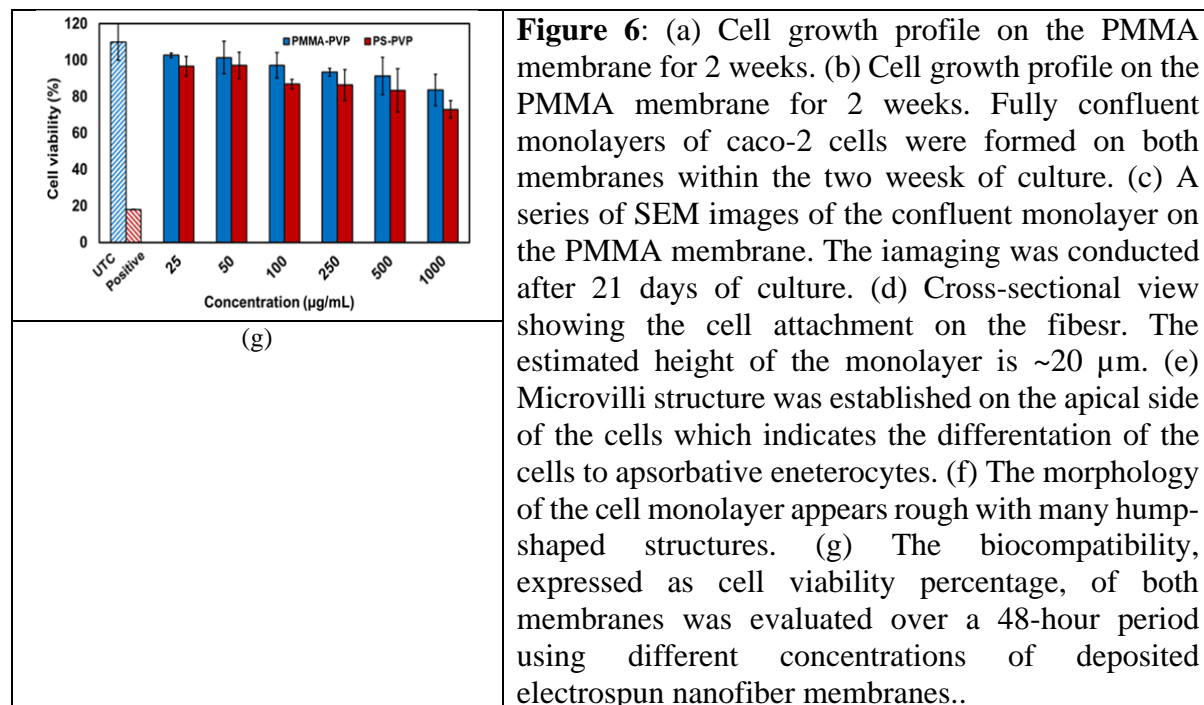 120
100
80
60
40
20
0
Cell viability (%)
PMMA-PVP PS-PVP
UTC
Positive
25
50
100
250
500
1000
Concentration (µg/mL)
(g)
Figure 6: (a) Cell growth profile on the PMMA
membrane for 2 weeks. (b) Cell growth profile on the
PMMA membrane for 2 weeks. Fully confluent
monolayers of caco-2 cells were formed on both
membranes within the two weesk of culture. (c) A
series of SEM images of the confluent monolayer on
the PMMA membrane. The iamaging was conducted
after 21 days of culture. (d) Cross-sectional view
showing the cell attachment on the fibesr. The
estimated height of the monolayer is ~20 µm. (e)
Microvilli structure was established on the apical side
of the cells which indicates the differentation of the
cells to apsorbative eneterocytes. (f) The morphology
of the cell monolayer appears rough with many hump-
shaped structures. (g) The biocompatibility,
expressed as cell viability percentage, of both
membranes was evaluated over a 48-hour period
using different concentrations of deposited
electrospun nanofiber membranes..